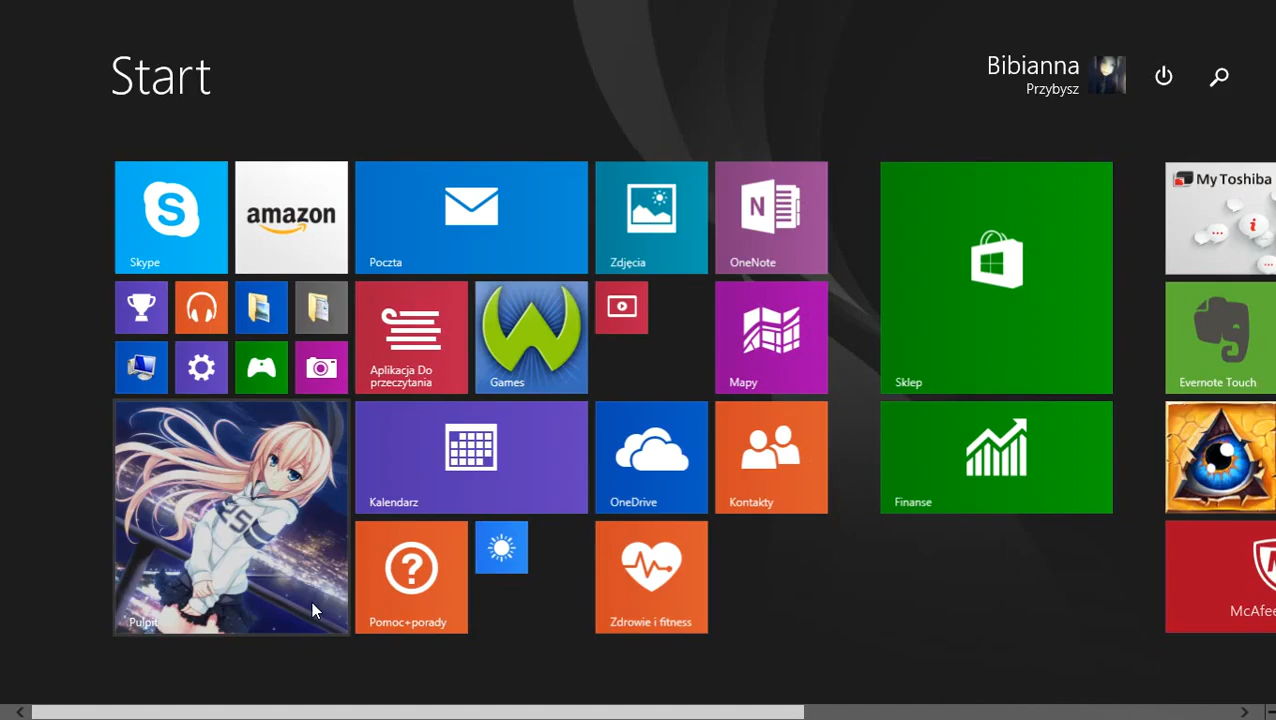 Start
Bibianna
Przybysz
Skype
amazon
Poczta
Zdjęcia
OneNote
My Toshiba
Aplikacja Do
przeczytania
Games
Mapy
Sklep
Evernote Touch
Pulpit
25
Kalendarz
OneDrive
Kontakty
Finanse
Pomoc+porady
Zdrowie i fitness
McAfee